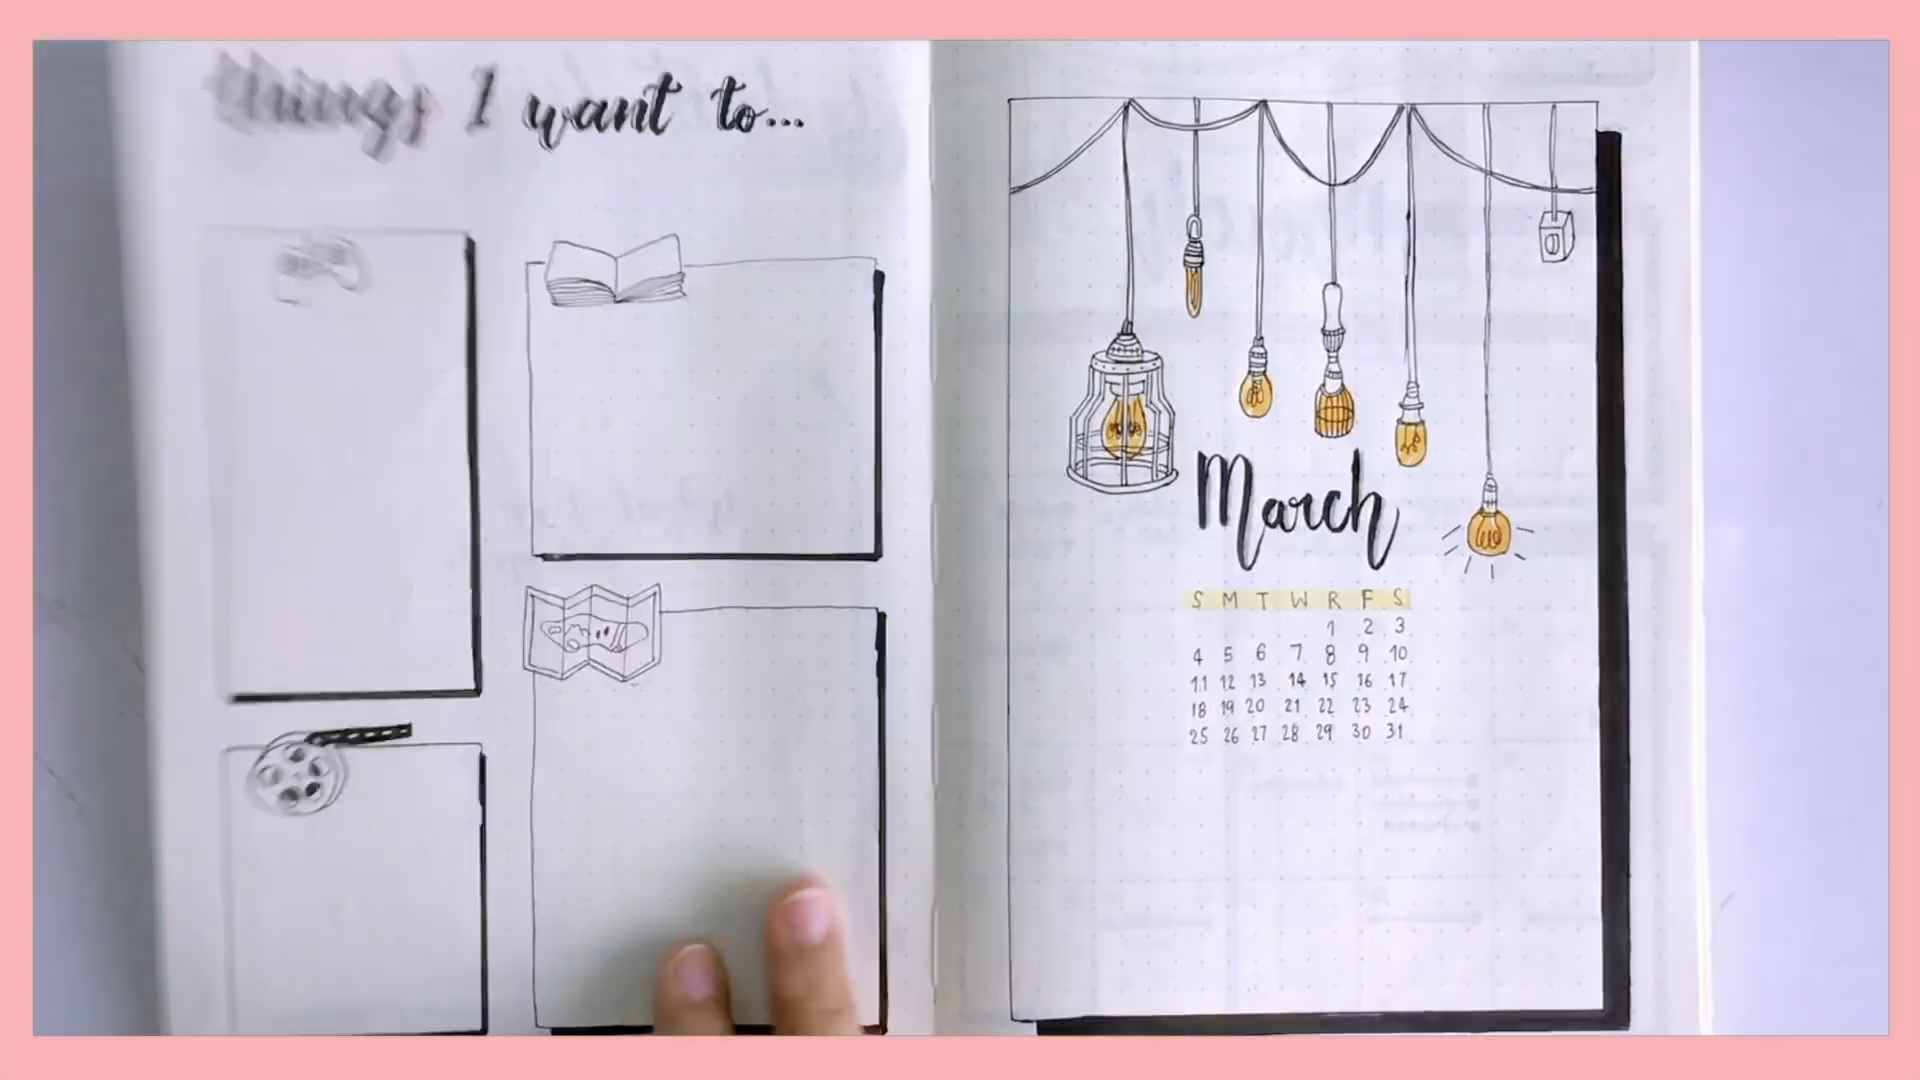 things I want to...
March
S M T W R F S
1 2 3
4 5 6 7 8 9 10
11 12 13 14 15 16 17
18 19 20 21 22 23 24
25 26 27 28 29 30 31